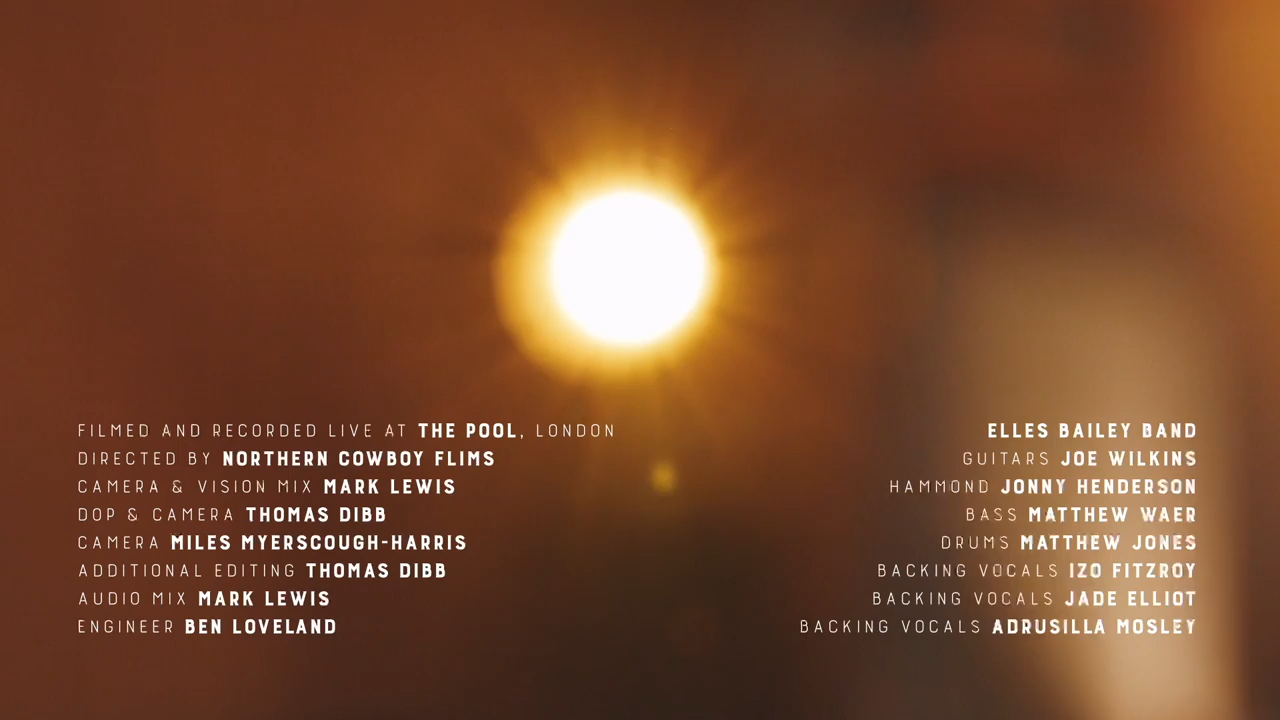 FILMED AND RECORDED LIVE AT THE POOL, LONDON
DIRECTED BY NORTHERN COWBOY FLIMS
CAMERA & VISION MIX MARK LEWIS
DOP & CAMERA THOMAS DIBB
CAMERA MILES MYERSCOUGH-HARRIS
ADDITIONAL EDITING THOMAS DIBB
AUDIO MIX MARK LEWIS
ENGINEER BEN LOVELAND
ELLES BAILEY BAND
GUITARS JOE WILKINS
HAMMOND JONNY HENDERSON
BASS MATTHEW WAER
DRUMS MATTHEW JONES
BACKING VOCALS IZO FITZROY
BACKING VOCALS JADE ELLIOT
BACKING VOCALS ADRUSILLA MOSLEY